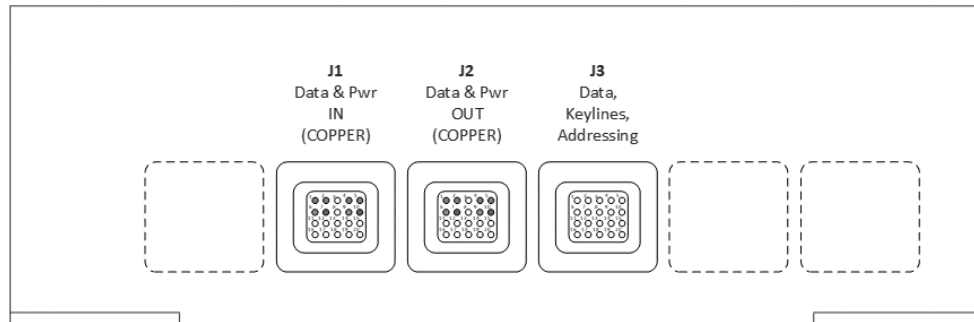 J1
Data & Pwr
IN
(COPPER)
J2
Data & Pwr
OUT
(COPPER)
J3
Data,
Keylines,
Addressing